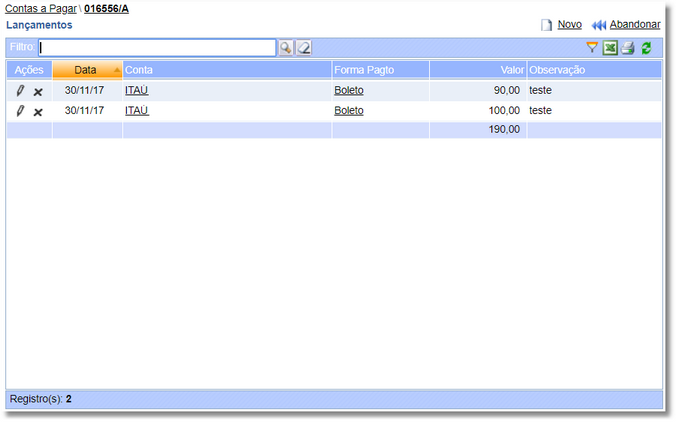 Contas a Pagar \ 016556/A
Lançamentos
Novo Abandonar
Filtro:
Ações Data Conta Forma Pagto Valor Observação
30/11/17 ITAÚ Boleto 90,00 teste
30/11/17 ITAÚ Boleto 100,00 teste
190,00
Registro(s): 2